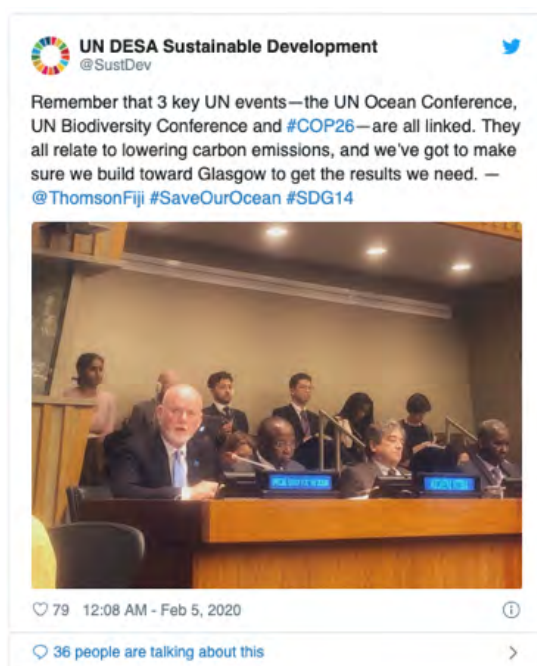 UN DESA Sustainable Development
@SustDev
Remember that 3 key UN events—the UN Ocean Conference,
UN Biodiversity Conference and #COP26—are all linked. They
all relate to lowering carbon emissions, and we've got to make
sure we build toward Glasgow to get the results we need. —
@ThomsonFiji #SaveOurOcean #SDG14
79 12:08 AM - Feb 5, 2020
36 people are talking about this